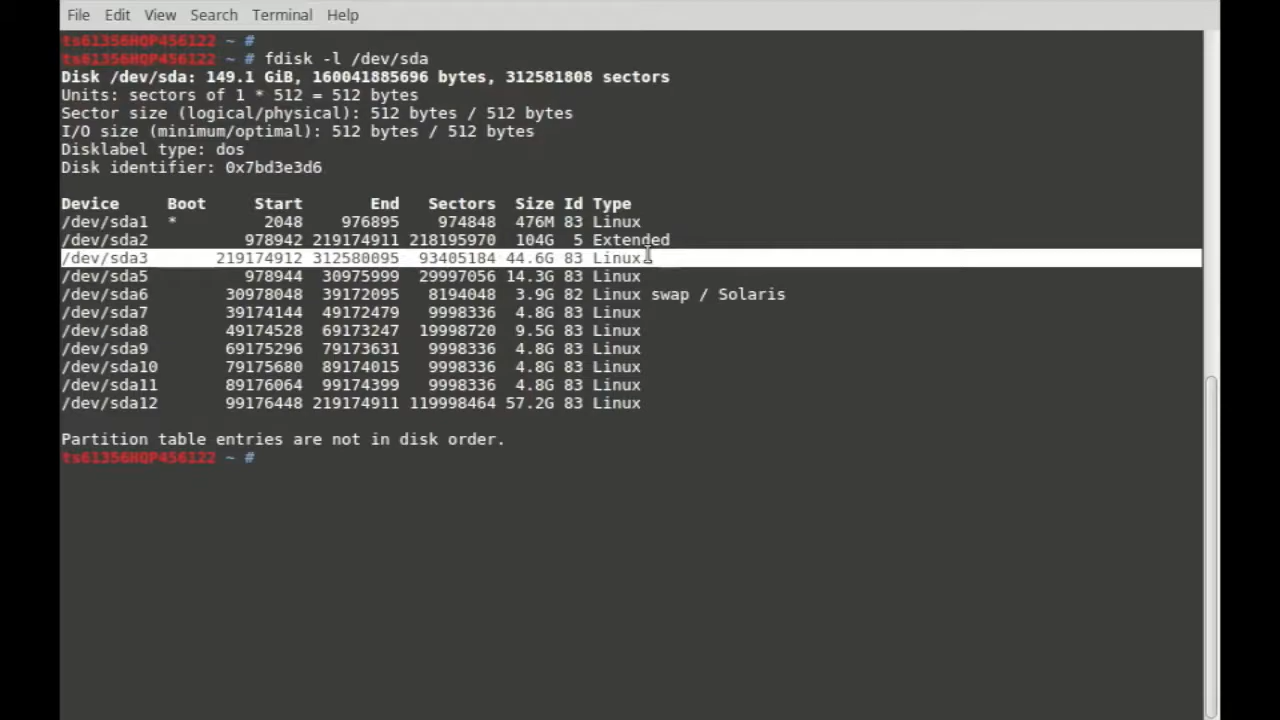 File Edit View Search Terminal Help
ts61356HQP456122 ~ #
ts61356HQP456122 ~ # fdisk -l /dev/sda
Disk /dev/sda: 149.1 GiB, 160041885696 bytes, 312581808 sectors
Units: sectors of 1 * 512 = 512 bytes
Sector size (logical/physical): 512 bytes / 512 bytes
I/O size (minimum/optimal): 512 bytes / 512 bytes
Disklabel type: dos
Disk identifier: 0x7bd3e3d6
Device Boot Start End Sectors Size Id Type
/dev/sda1 * 2048 976895 974848 476M 83 Linux
/dev/sda2 978942 219174911 218195970 104G 5 Extended
/dev/sda3 219174912 312580095 93405184 44.6G 83 Linux
/dev/sda5 978944 30975999 29997056 14.3G 83 Linux
/dev/sda6 30978048 39172095 8194048 3.9G 82 Linux swap / Solaris
/dev/sda7 39174144 49172479 9998336 4.8G 83 Linux
/dev/sda8 49174528 69173247 19998720 9.5G 83 Linux
/dev/sda9 69175296 79173631 9998336 4.8G 83 Linux
/dev/sda10 79175680 89174015 9998336 4.8G 83 Linux
/dev/sda11 89176064 99174399 9998336 4.8G 83 Linux
/dev/sda12 99176448 219174911 119998464 57.2G 83 Linux
Partition table entries are not in disk order.
ts61356HQP456122 ~ #